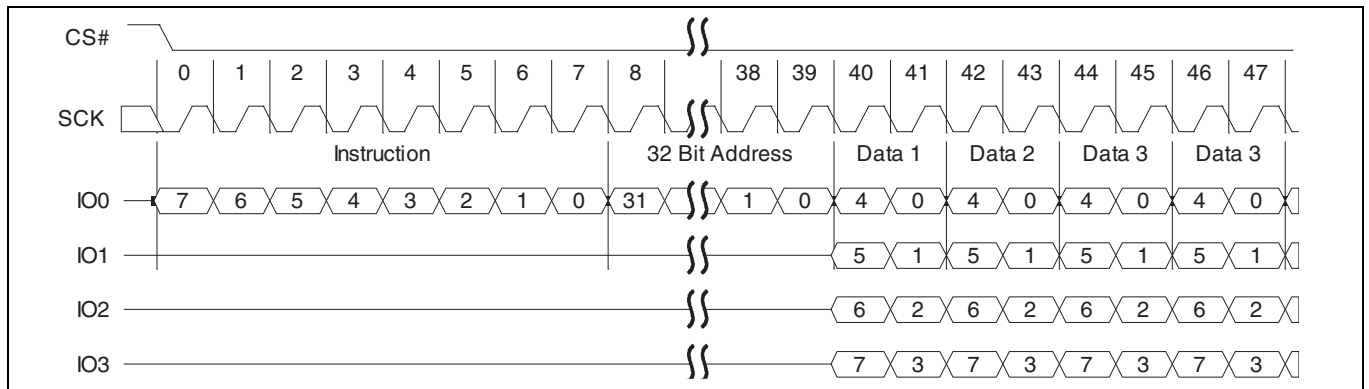 CS#
0 1 2 3 4 5 6 7 8 38 39 40 41 42 43 44 45 46 47
SCK
Instruction 32 Bit Address Data 1 Data 2 Data 3 Data 3
IO0 7 6 5 4 3 2 1 0 31 1 0 4 0 4 0 4 0 4 0
IO1 5 1 5 1 5 1 5 1
IO2 6 2 6 2 6 2 6 2
IO3 7 3 7 3 7 3 7 3